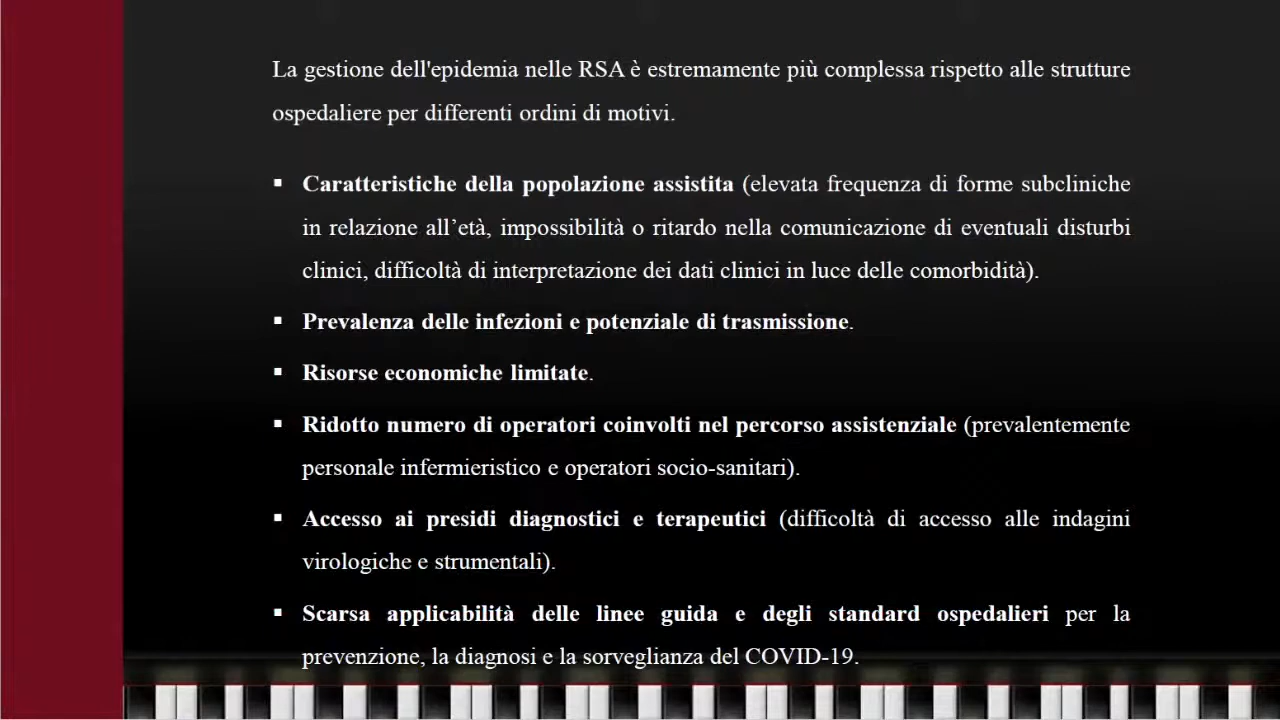 La gestione dell'epidemia nelle RSA è estremamente più complessa rispetto alle strutture
ospedaliere per differenti ordini di motivi.
▪ Caratteristiche della popolazione assistita (elevata frequenza di forme subcliniche
in relazione all’età, impossibilità o ritardo nella comunicazione di eventuali disturbi
clinici, difficoltà di interpretazione dei dati clinici in luce delle comorbidità).
▪ Prevalenza delle infezioni e potenziale di trasmissione.
▪ Risorse economiche limitate.
▪ Ridotto numero di operatori coinvolti nel percorso assistenziale (prevalentemente
personale infermieristico e operatori socio-sanitari).
▪ Accesso ai presidi diagnostici e terapeutici (difficoltà di accesso alle indagini
virologiche e strumentali).
▪ Scarsa applicabilità delle linee guida e degli standard ospedalieri per la
prevenzione, la diagnosi e la sorveglianza del COVID-19.